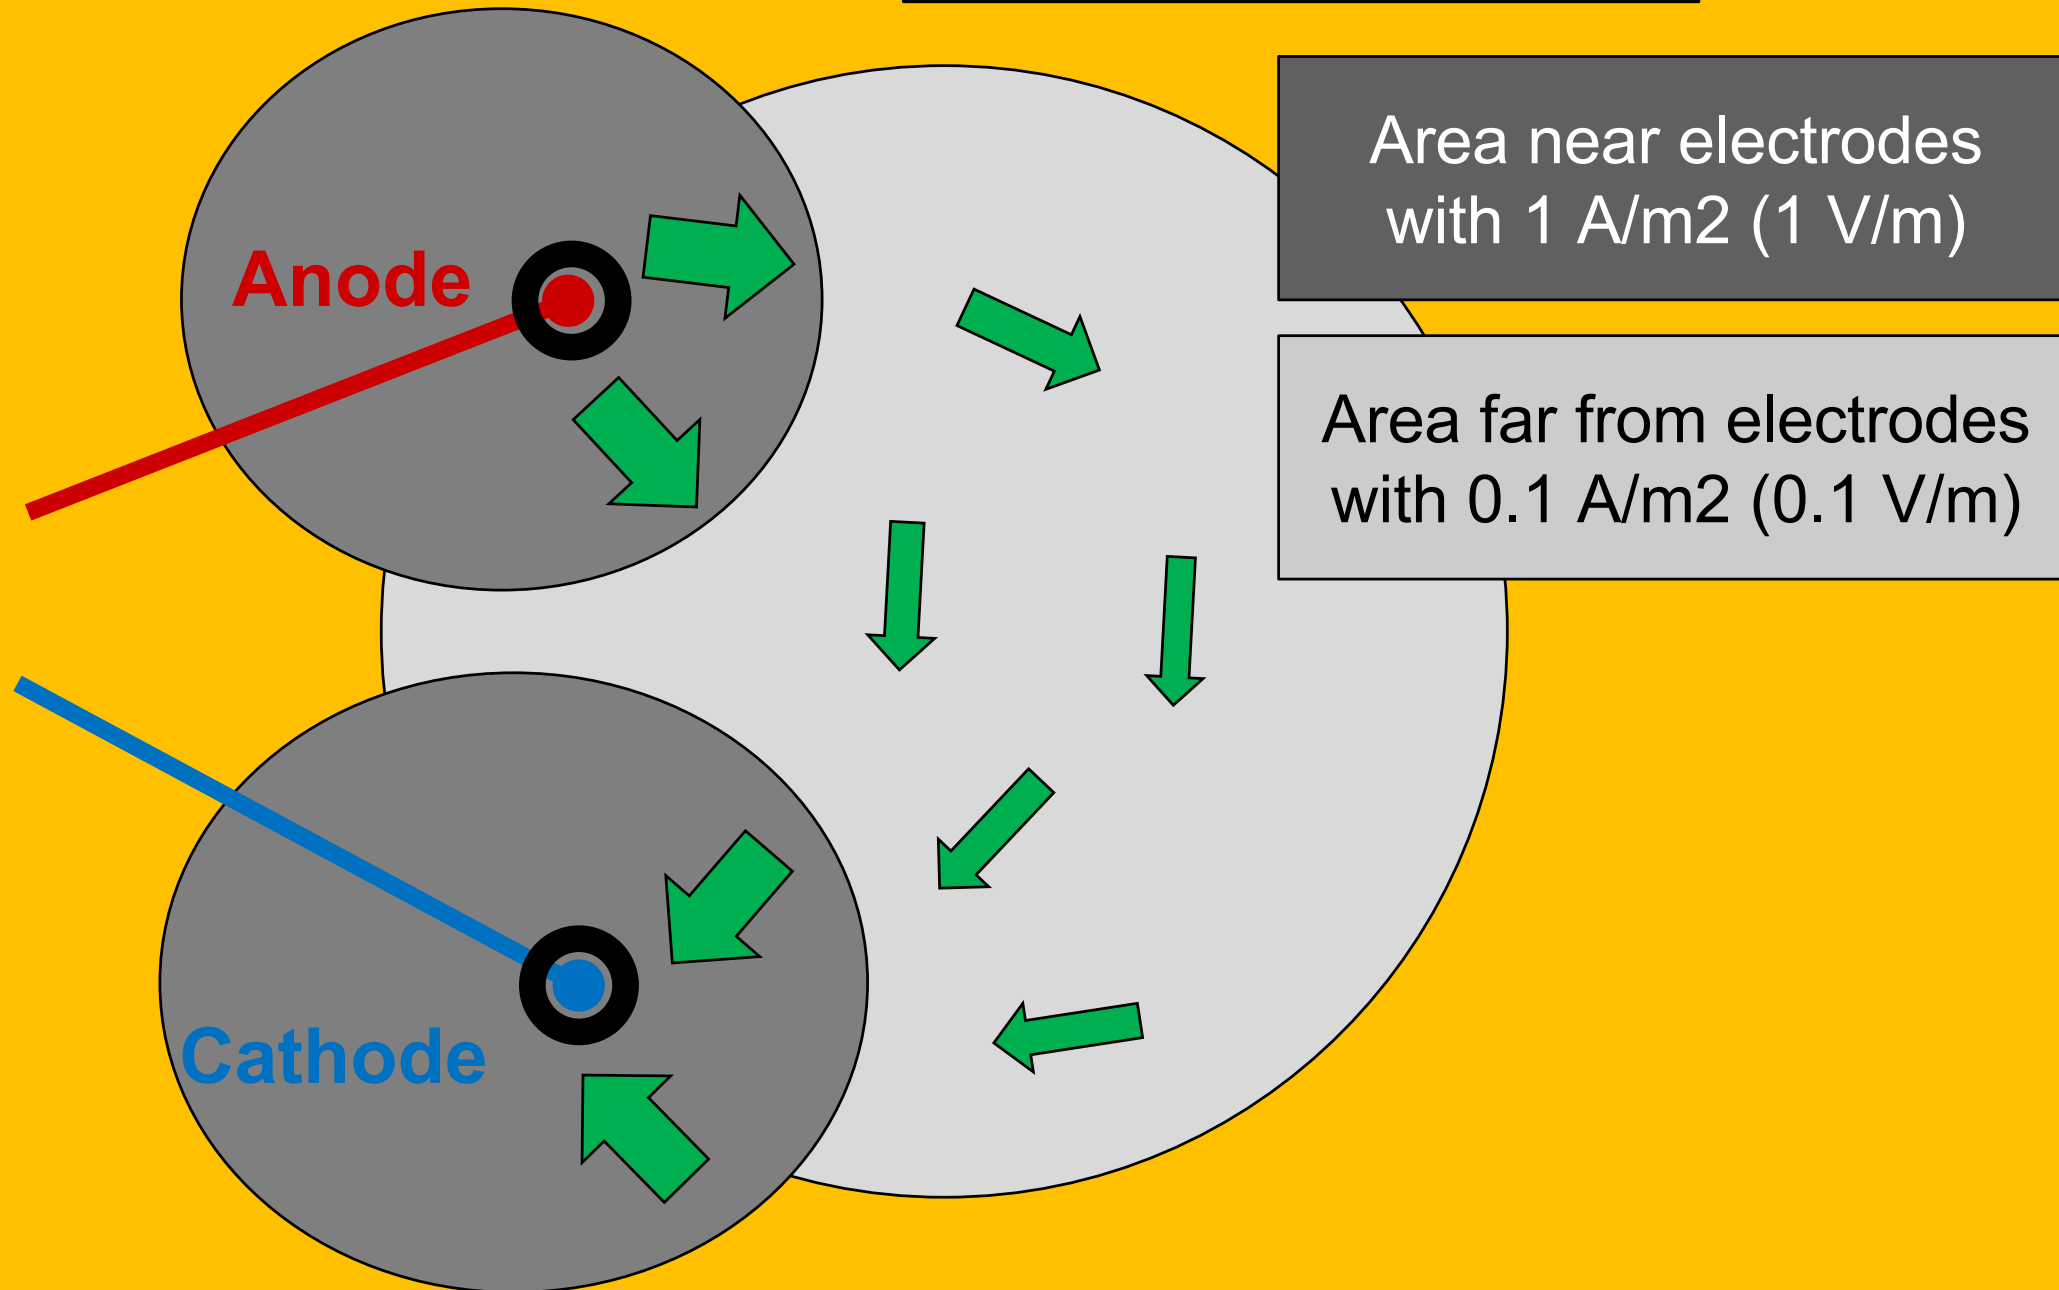 Area near electrodes
with 1 A/m2 (1 V/m)
Anode
Area far from electrodes
with 0.1 A/m2 (0.1 V/m)
Cathode